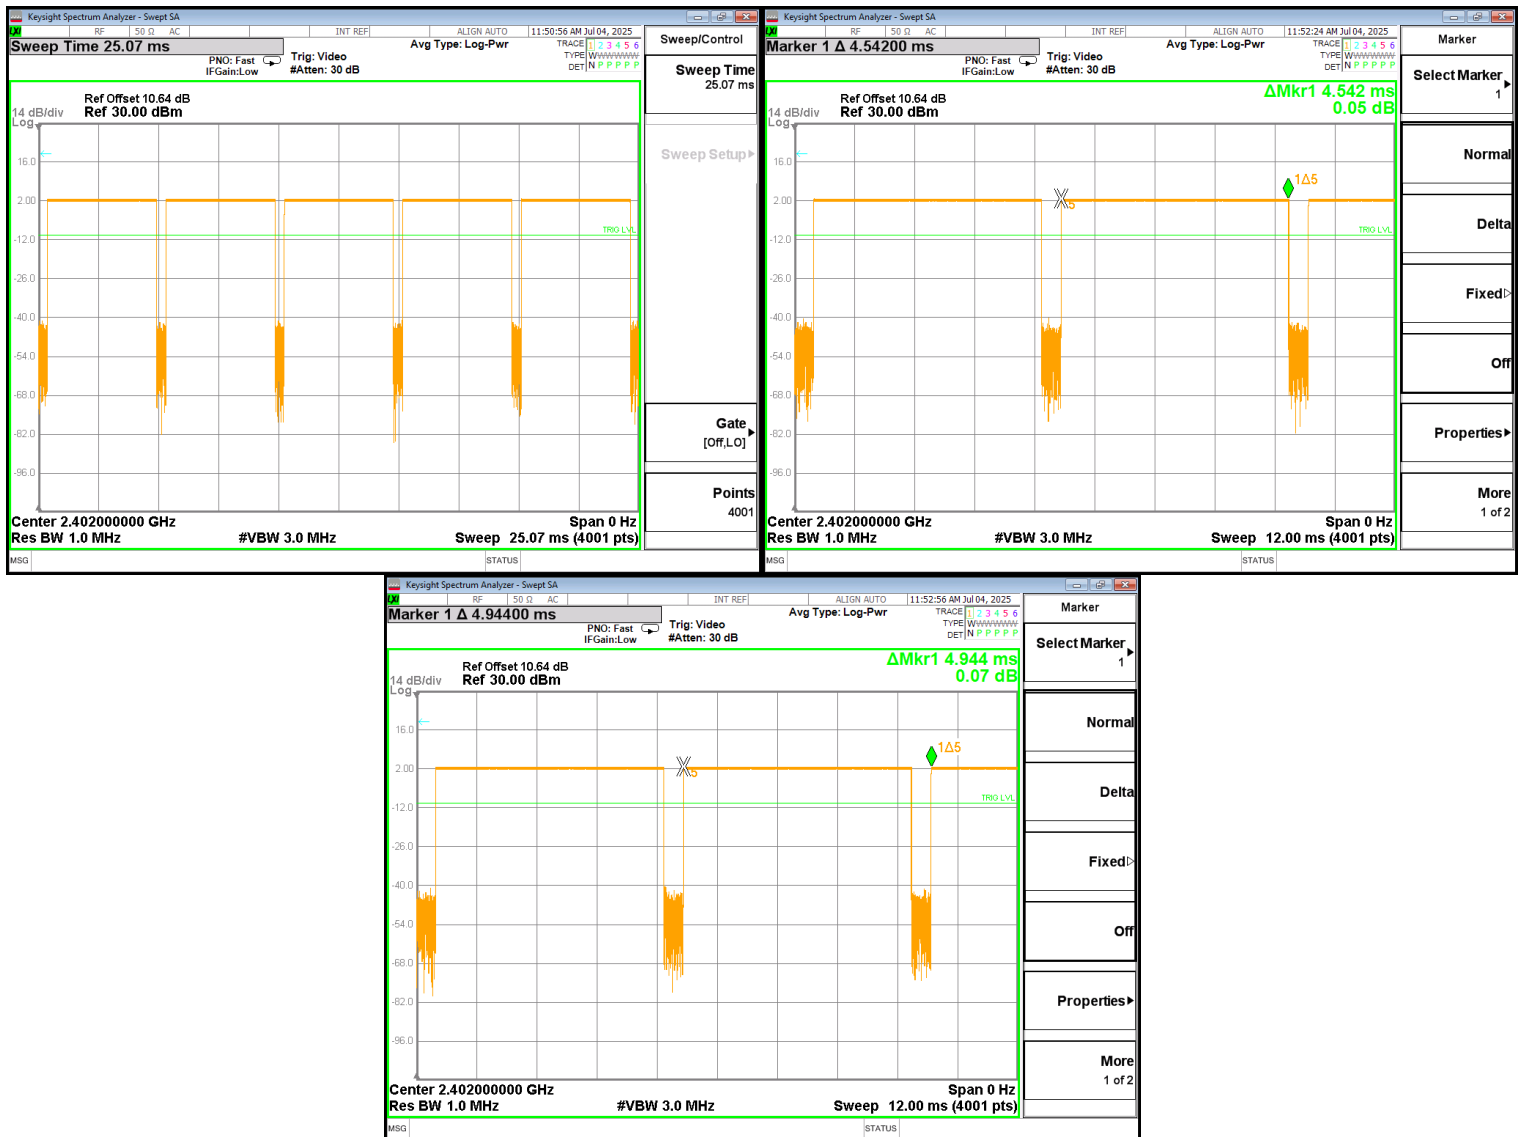 Keysight Spectrum Analyzer - Swept SA
LXI RF 50 Ω AC INT REF ALIGN AUTO 11:50:56 AM Jul 04, 2025
Sweep Time 25.07 ms
PNO: Fast
IFGain:Low
Trig: Video
#Atten: 30 dB
Avg Type: Log-Pwr
TRACE 1 2 3 4 5 6
TYPE WWWWWW
DET N P P P P P
Ref Offset 10.64 dB
14 dB/div Ref 30.00 dBm
Log
16.0
2.00
TRIG LVL
-12.0
-26.0
-40.0
-54.0
-68.0
-82.0
-96.0
Center 2.402000000 GHz Span 0 Hz
Res BW 1.0 MHz #VBW 3.0 MHz Sweep 25.07 ms (4001 pts)
MSG STATUS
Sweep/Control
Sweep Time
25.07 ms
Sweep Setup
Gate
[Off,LO]
Points
4001
Keysight Spectrum Analyzer - Swept SA
LXI RF 50 Ω AC INT REF ALIGN AUTO 11:52:24 AM Jul 04, 2025
Marker 1 Δ 4.54200 ms
PNO: Fast
IFGain:Low
Trig: Video
#Atten: 30 dB
Avg Type: Log-Pwr
TRACE 1 2 3 4 5 6
TYPE WWWWWW
DET N P P P P P
ΔMkr1 4.542 ms
0.05 dB
Ref Offset 10.64 dB
14 dB/div Ref 30.00 dBm
Log
16.0
1Δ5
2.00
5
TRIG LVL
-12.0
-26.0
-40.0
-54.0
-68.0
-82.0
-96.0
Center 2.402000000 GHz Span 0 Hz
Res BW 1.0 MHz #VBW 3.0 MHz Sweep 12.00 ms (4001 pts)
MSG STATUS
Marker
Select Marker
1
Normal
Delta
Fixed
Off
Properties
More
1 of 2
Keysight Spectrum Analyzer - Swept SA
LXI RF 50 Ω AC INT REF ALIGN AUTO 11:52:56 AM Jul 04, 2025
Marker 1 Δ 4.94400 ms
PNO: Fast
IFGain:Low
Trig: Video
#Atten: 30 dB
Avg Type: Log-Pwr
TRACE 1 2 3 4 5 6
TYPE WWWWWW
DET N P P P P P
ΔMkr1 4.944 ms
0.07 dB
Ref Offset 10.64 dB
14 dB/div Ref 30.00 dBm
Log
16.0
1Δ5
2.00
5
TRIG LVL
-12.0
-26.0
-40.0
-54.0
-68.0
-82.0
-96.0
Center 2.402000000 GHz Span 0 Hz
Res BW 1.0 MHz #VBW 3.0 MHz Sweep 12.00 ms (4001 pts)
MSG STATUS
Marker
Select Marker
1
Normal
Delta
Fixed
Off
Properties
More
1 of 2